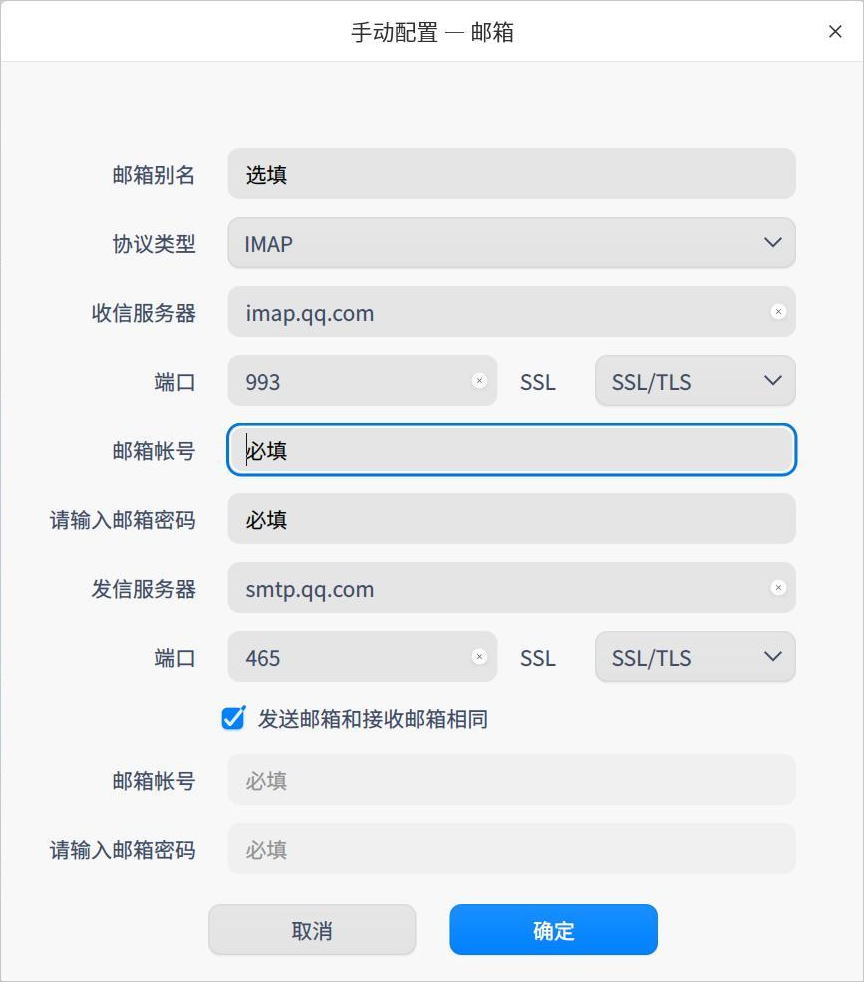 手动配置 — 邮箱
邮箱别名 选填
协议类型 IMAP
收信服务器 imap.qq.com
端口 993 SSL SSL/TLS
邮箱帐号 必填
请输入邮箱密码 必填
发信服务器 smtp.qq.com
端口 465 SSL SSL/TLS
发送邮箱和接收邮箱相同
邮箱帐号 必填
请输入邮箱密码 必填
取消 确定